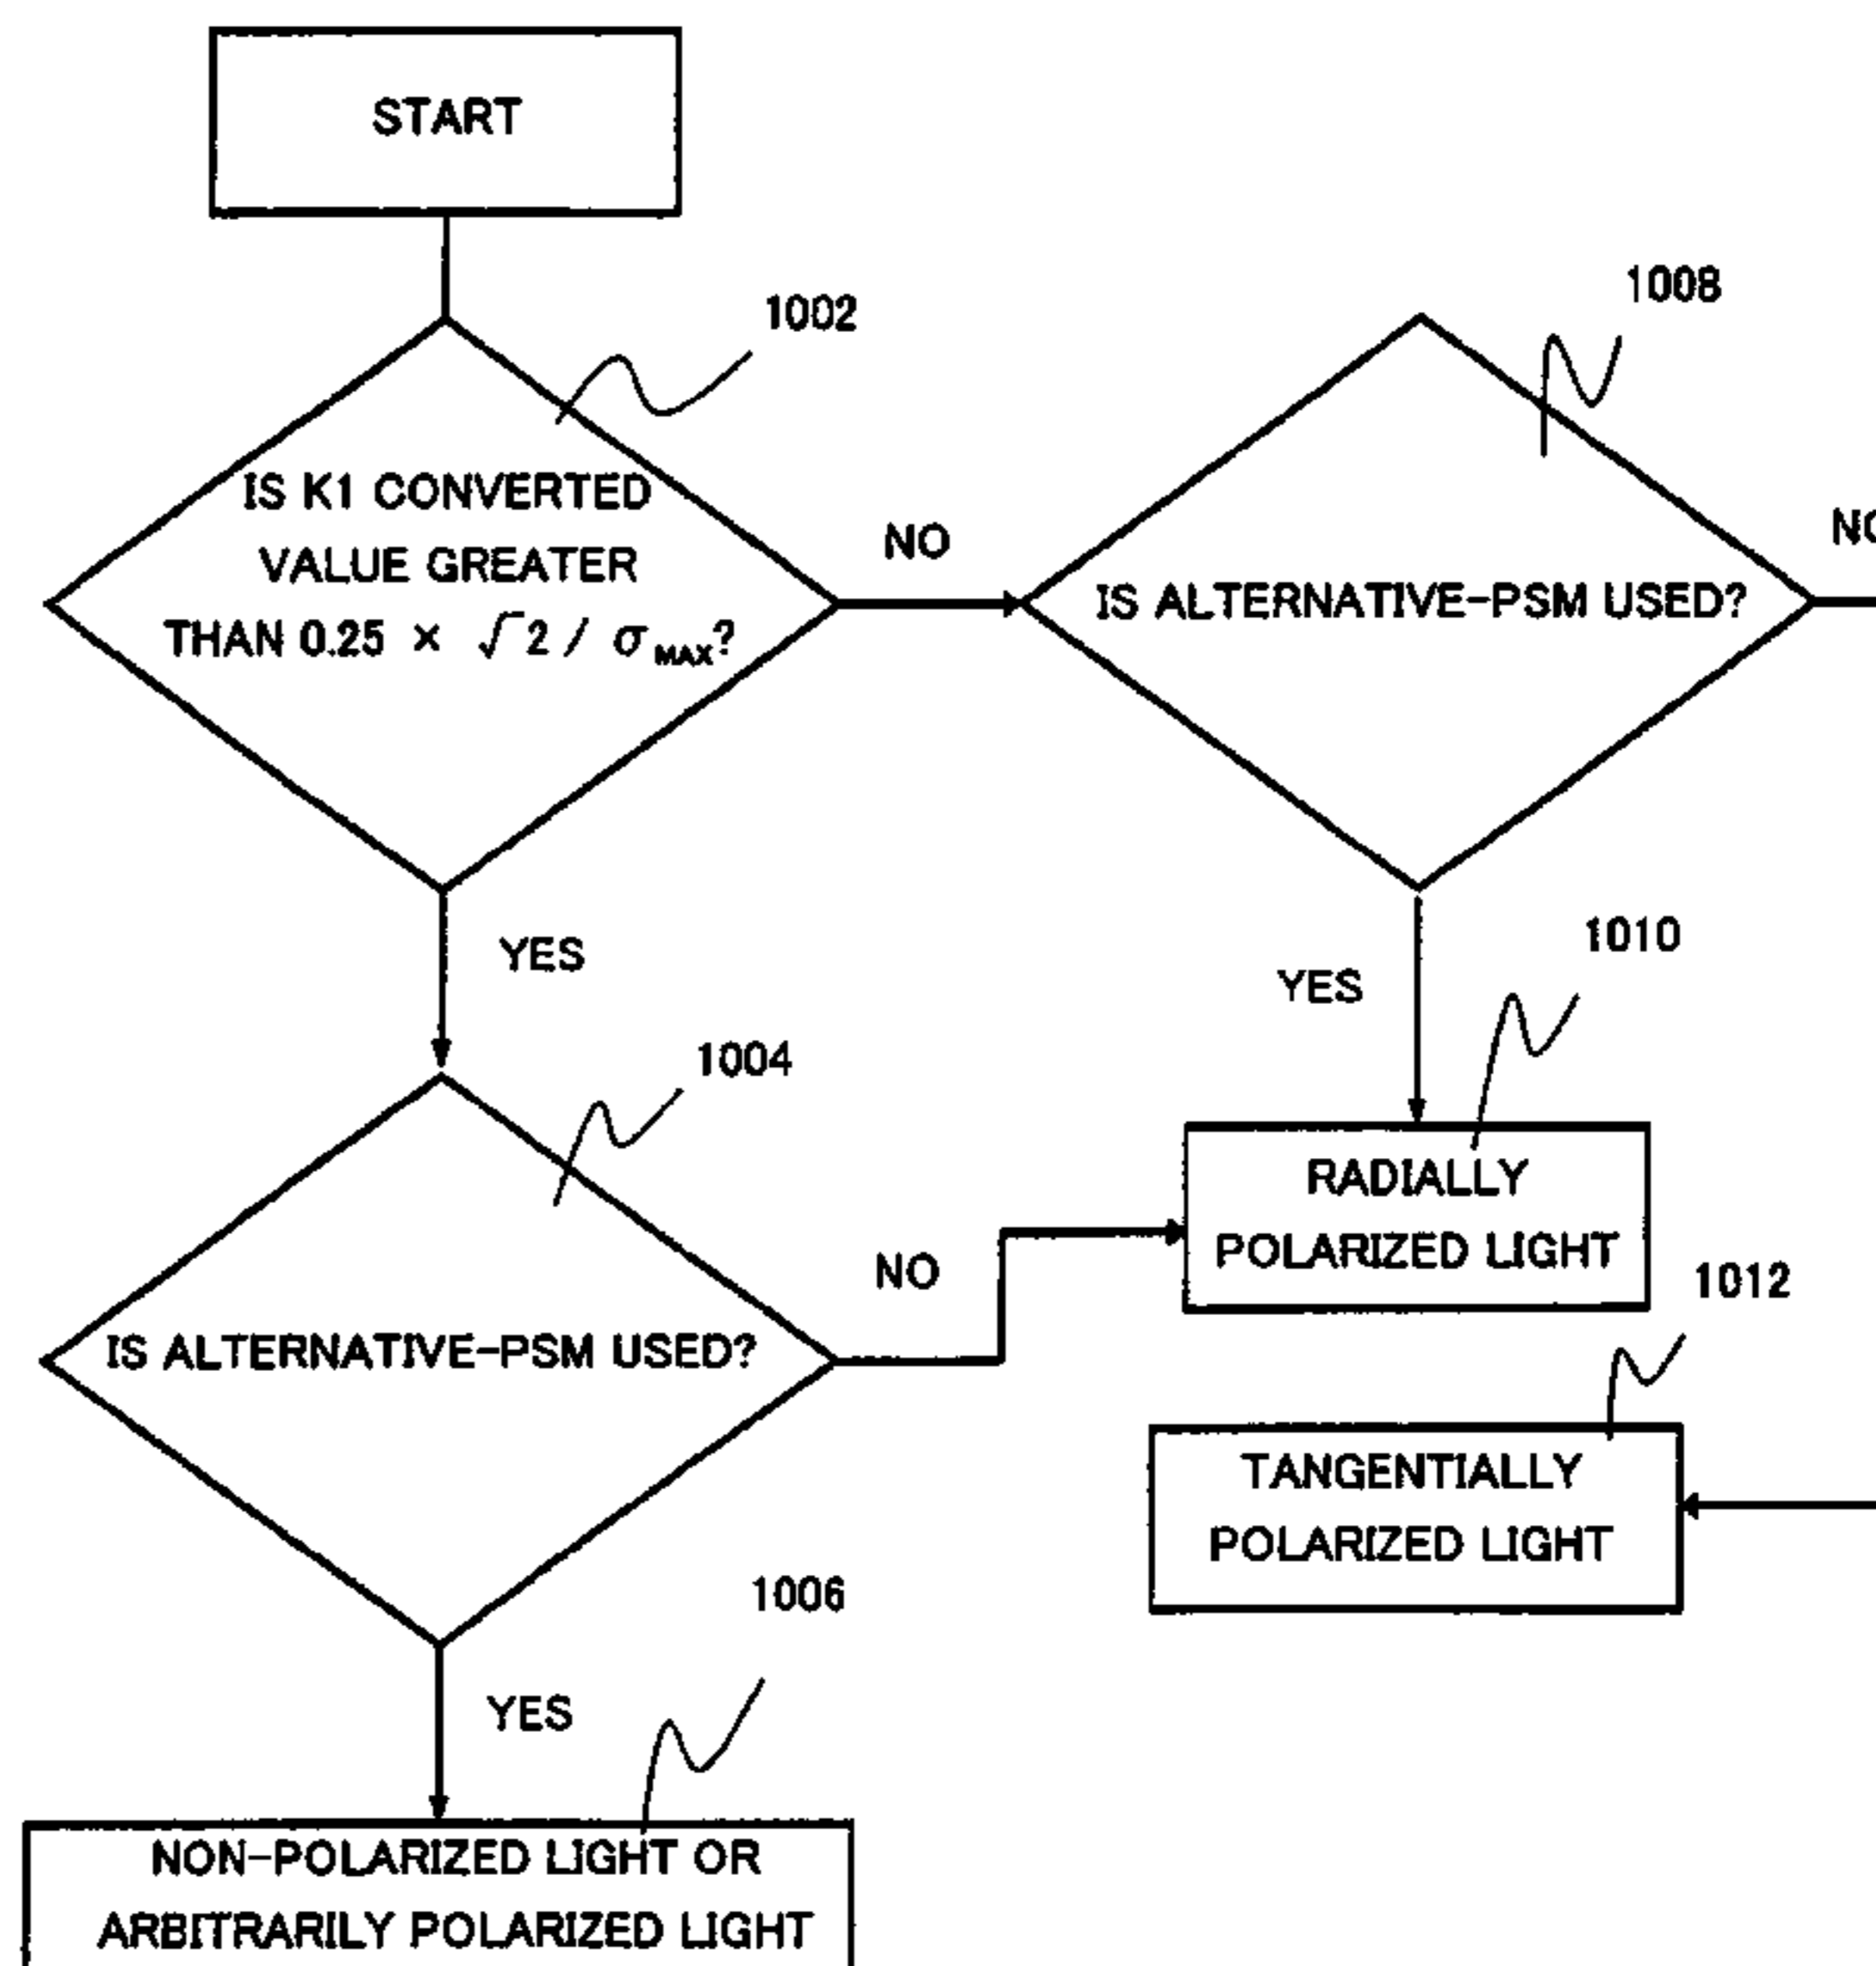 START
1002
IS K1 CONVERTED
VALUE GREATER
THAN 0.25 × √2 / σMAX?
NO
1008
IS ALTERNATIVE-PSM USED?
YES
1004
IS ALTERNATIVE-PSM USED?
NO
YES
1010
RADIALLY
POLARIZED LIGHT
1012
TANGENTIALLY
POLARIZED LIGHT
YES
1006
NON-POLARIZED LIGHT OR
ARBITRARILY POLARIZED LIGHT